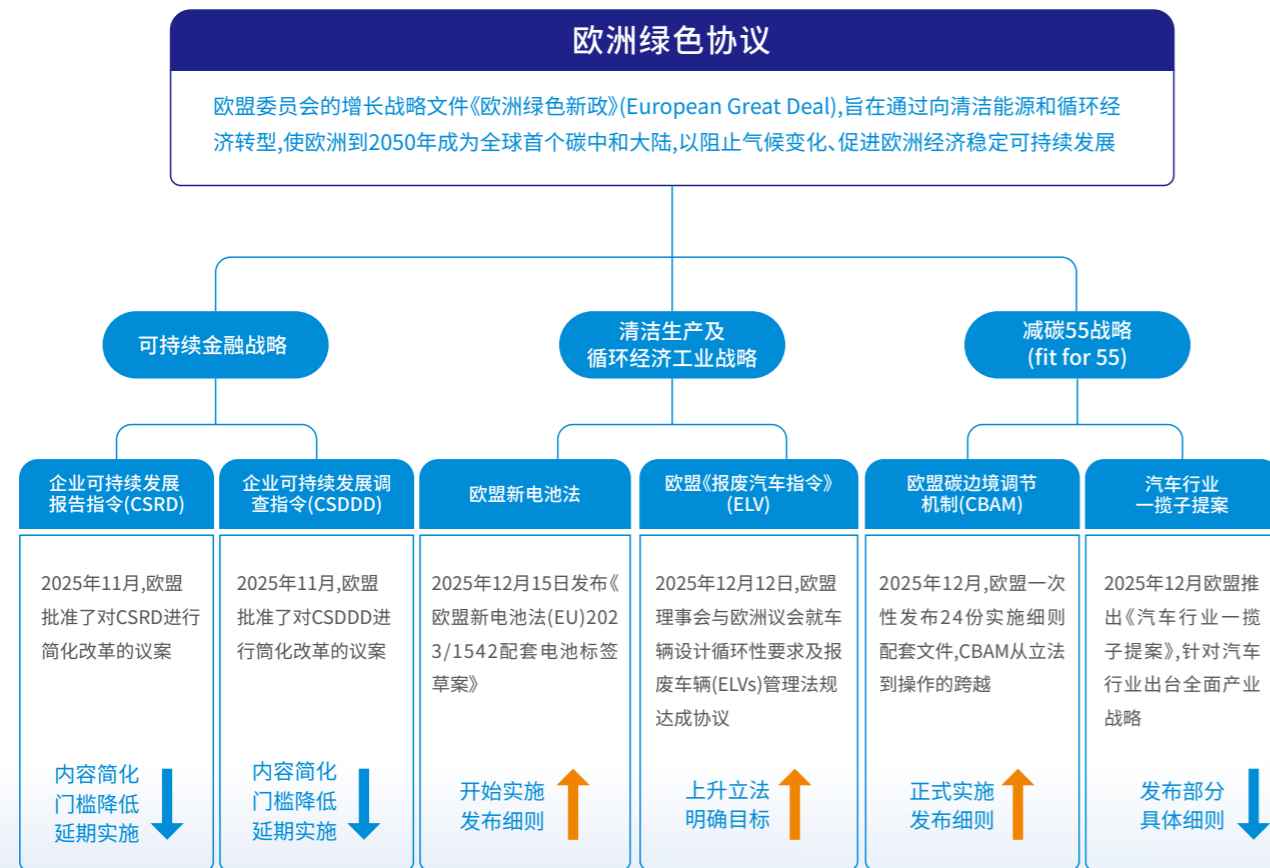 欧洲绿色协议
欧盟委员会的增长战略文件《欧洲绿色新政》(European Great Deal),旨在通过向清洁能源和循环经
济转型,使欧洲到2050年成为全球首个碳中和大陆,以阻止气候变化、促进欧洲经济稳定可持续发展
可持续金融战略
清洁生产及
循环经济工业战略
减碳55战略
(fit for 55)
企业可持续发展
报告指令(CSRD)
2025年11月,欧盟
批准了对CSRD进行
简化改革的议案
内容简化
门槛降低
延期实施
企业可持续发展调
查指令(CSDDD)
2025年11月,欧盟
批准了对CSDDD进
行简化改革的议案
内容简化
门槛降低
延期实施
欧盟新电池法
2025年12月15日发布《
欧盟新电池法(EU)202
3/1542配套电池标签
草案》
开始实施
发布细则
欧盟《报废汽车指令》
(ELV)
2025年12月12日,欧盟
理事会与欧洲议会就车
辆设计循环性要求及报
废车辆(ELVs)管理法规
达成协议
上升立法
明确目标
欧盟碳边境调节
机制(CBAM)
2025年12月,欧盟一次
性发布24份实施细则
配套文件,CBAM从立法
到操作的跨越
正式实施
发布细则
汽车行业
一揽子提案
2025年12月欧盟推
出《汽车行业一揽
子提案》,针对汽车
行业出台全面产业
战略
发布部分
具体细则